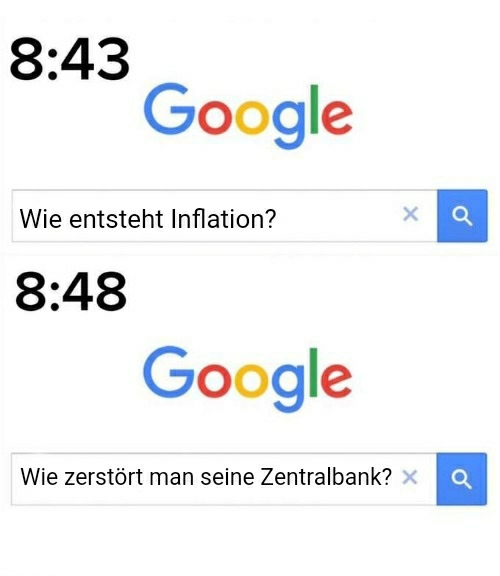 8:43
Google
Wie entsteht Inflation?
8:48
Google
Wie zerstört man seine Zentralbank?